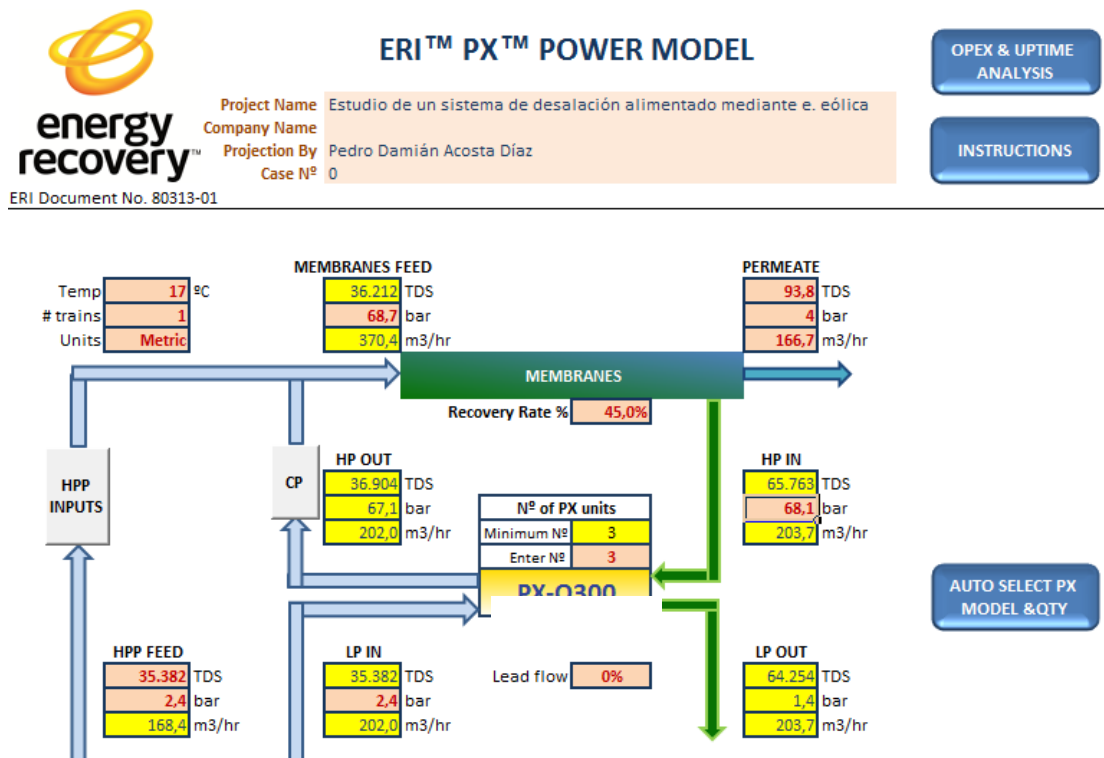 ERI™ PX™ POWER MODEL
OPEX & UPTIME
ANALYSIS
energy
recovery™
Project Name Estudio de un sistema de desalación alimentado mediante e. eólica
Company Name
Projection By Pedro Damián Acosta Díaz
Case Nº 0
INSTRUCTIONS
ERI Document No. 80313-01
MEMBRANES FEED
36.212 TDS
68,7 bar
370,4 m3/hr
PERMEATE
93,8 TDS
4 bar
166,7 m3/hr
Temp 17 ºC
# trains 1
Units Metric
MEMBRANES
Recovery Rate % 45,0%
HPP
INPUTS
CP
HP OUT
36.904 TDS
67,1 bar
202,0 m3/hr
Nº of PX units
Minimum Nº 3
Enter Nº 3
PX-Q300
HP IN
65.763 TDS
68,1 bar
203,7 m3/hr
AUTO SELECT PX
MODEL &QTY
HPP FEED
35.382 TDS
2,4 bar
168,4 m3/hr
LP IN
35.382 TDS
2,4 bar
202,0 m3/hr
Lead flow 0%
LP OUT
64.254 TDS
1,4 bar
203,7 m3/hr